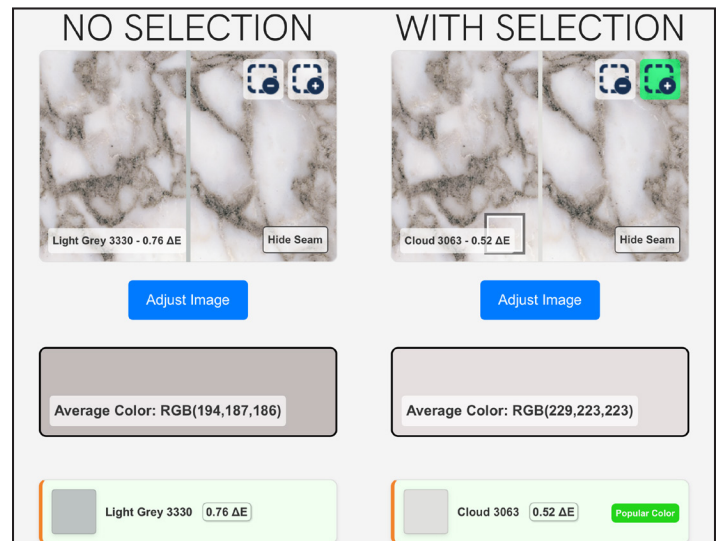 NO SELECTION
Light Grey 3330 - 0.76 ΔE
Hide Seam
Adjust Image
Average Color: RGB(194,187,186)
Light Grey 3330
0.76 ΔE
WITH SELECTION
Cloud 3063 - 0.52 ΔE
Hide Seam
Adjust Image
Average Color: RGB(229,223,223)
Cloud 3063
0.52 ΔE
Popular Color